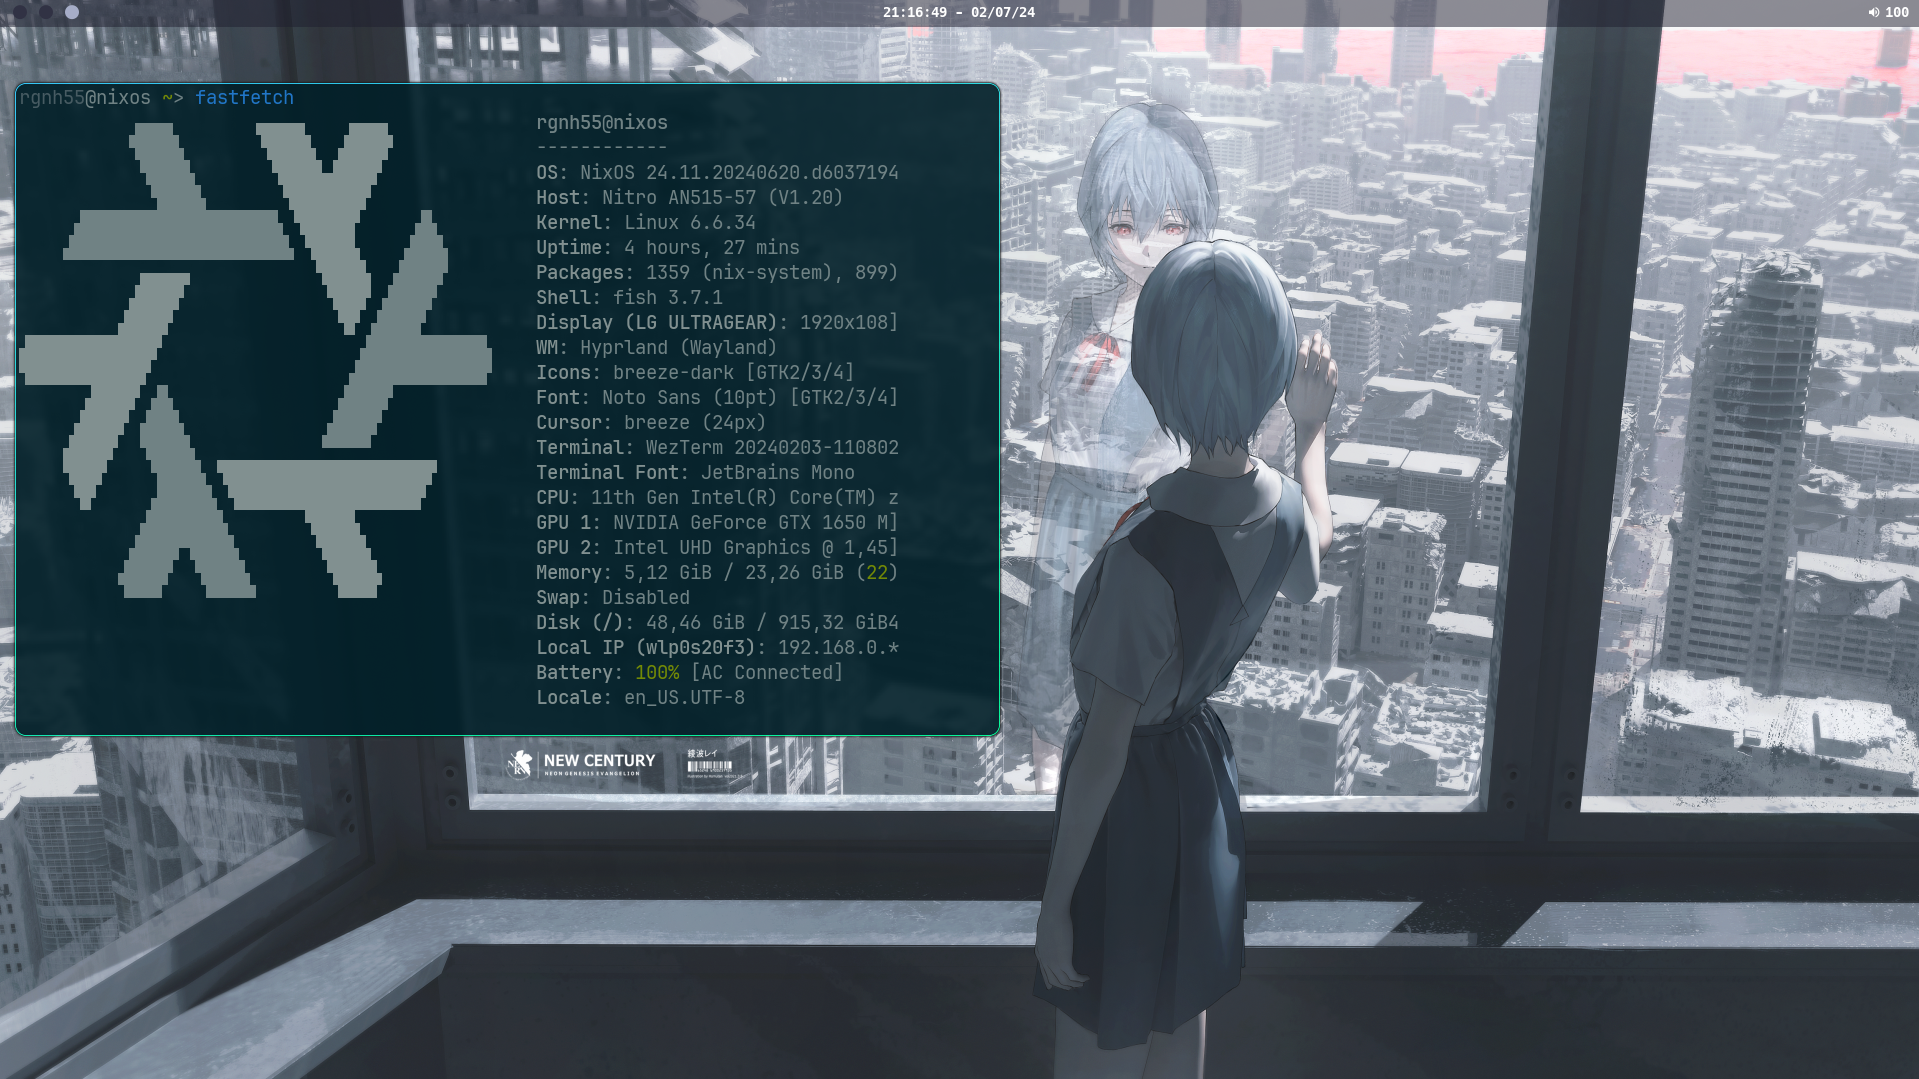 21:16:49 - 02/07/24
100
rgnh55@nixos ~> fastfetch
rgnh55@nixos
------------
OS: NixOS 24.11.20240620.d6037194
Host: Nitro AN515-57 (V1.20)
Kernel: Linux 6.6.34
Uptime: 4 hours, 27 mins
Packages: 1359 (nix-system), 899)
Shell: fish 3.7.1
Display (LG ULTRAGEAR): 1920x108]
WM: Hyprland (Wayland)
Icons: breeze-dark [GTK2/3/4]
Font: Noto Sans (10pt) [GTK2/3/4]
Cursor: breeze (24px)
Terminal: WezTerm 20240203-110802
Terminal Font: JetBrains Mono
CPU: 11th Gen Intel(R) Core(TM) z
GPU 1: NVIDIA GeForce GTX 1650 M]
GPU 2: Intel UHD Graphics @ 1,45]
Memory: 5,12 GiB / 23,26 GiB (22)
Swap: Disabled
Disk (/): 48,46 GiB / 915,32 GiB4
Local IP (wlp0s20f3): 192.168.0.*
Battery: 100% [AC Connected]
Locale: en_US.UTF-8
NEW CENTURY
NEON GENESIS EVANGELION
綾波レイ